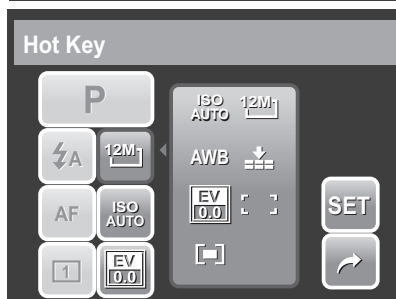 Hot Key
P
ISO AUTO 12M
A 12M AWB
AF ISO AUTO EV 0.0 SET
1 EV 0.0